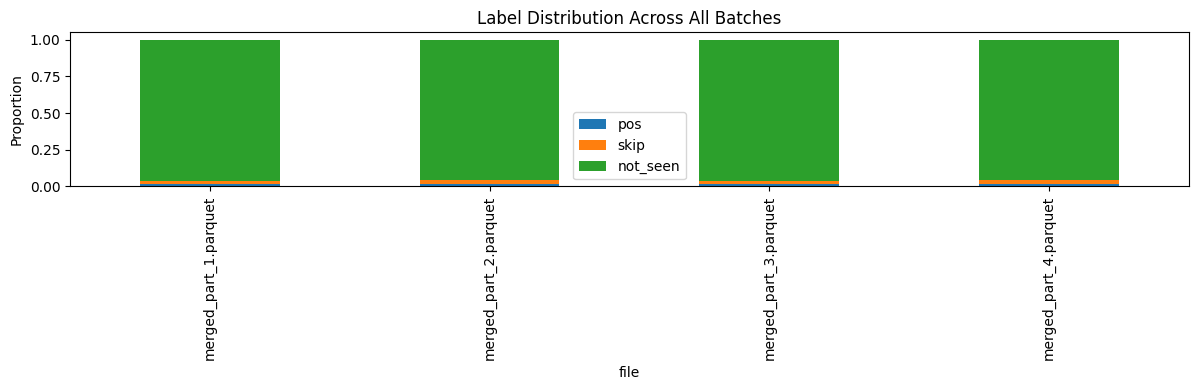 Label Distribution Across All Batches
1.00
0.75
0.50
0.25
0.00
Proportion
pos
skip
not_seen
merged_part_1.parquet
merged_part_2.parquet
merged_part_3.parquet
merged_part_4.parquet
file